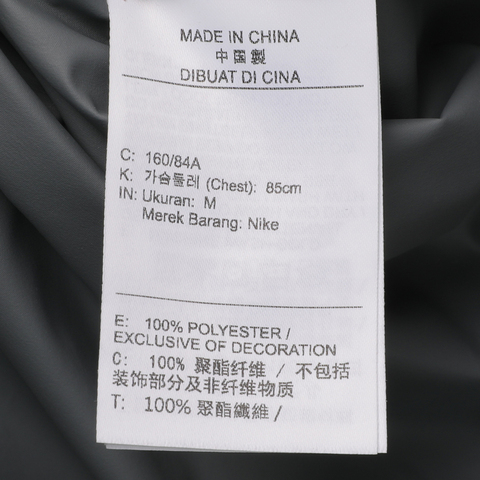 MADE IN CHINA
中国製
DIBUAT DI CINA
C: 160/84A
K: 가슴둘레 (Chest): 85cm
IN: Ukuran: M
Merek Barang: Nike
E: 100% POLYESTER /
EXCLUSIVE OF DECORATION
C: 100% 聚酯纤维 / 不包括
装饰部分及非纤维物质
T: 100% 聚酯纖維 /